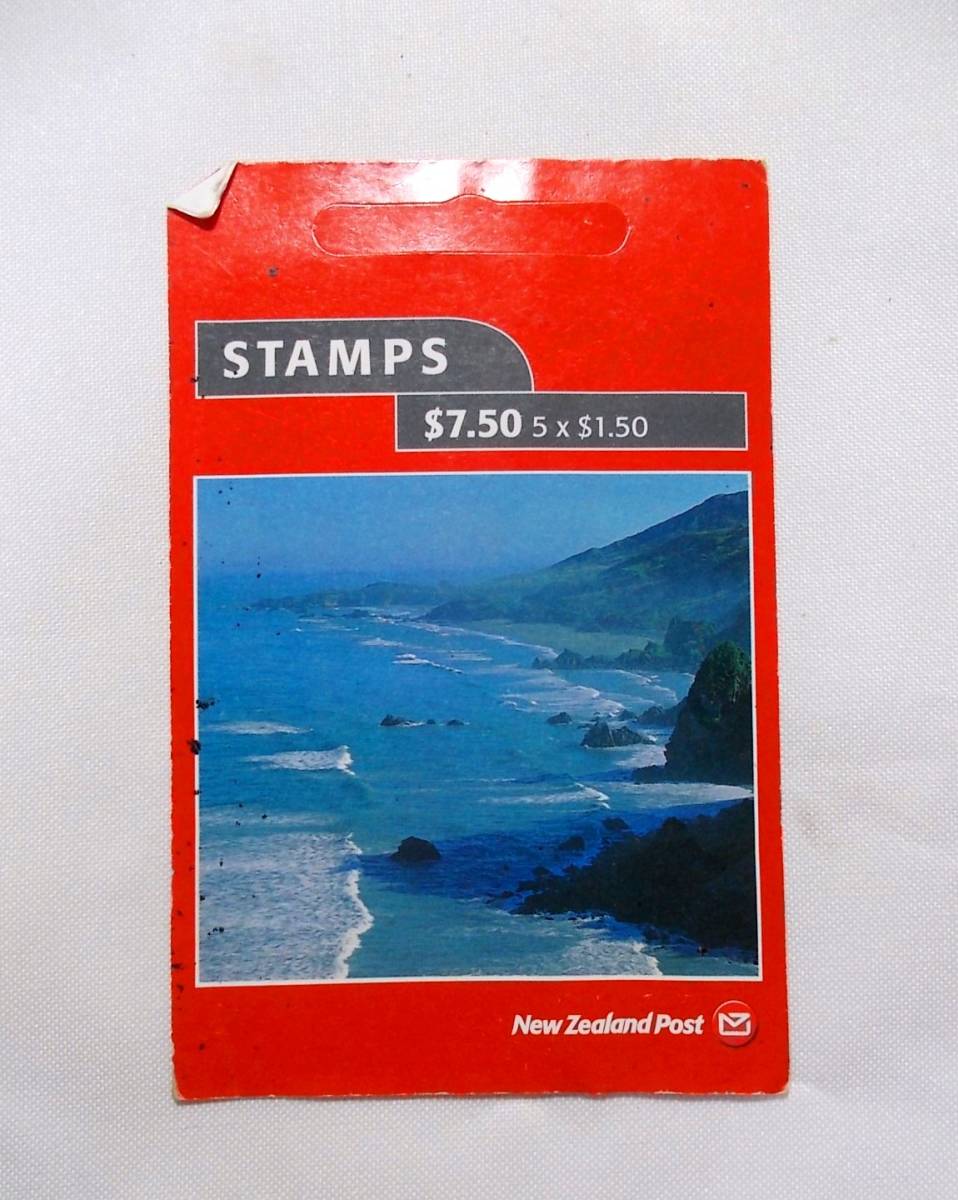 STAMPS
$7.50 5 x $1.50
New Zealand Post